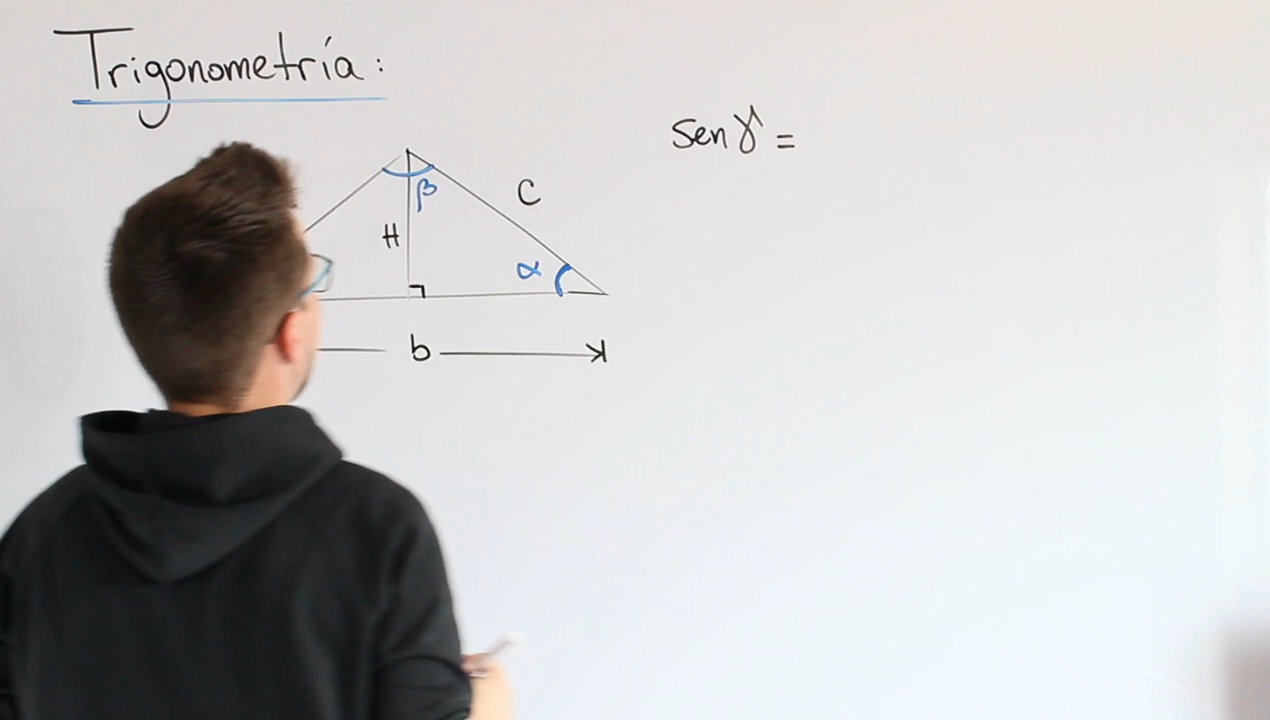 Trigonometría:
sen γ =
β
C
H
α
b